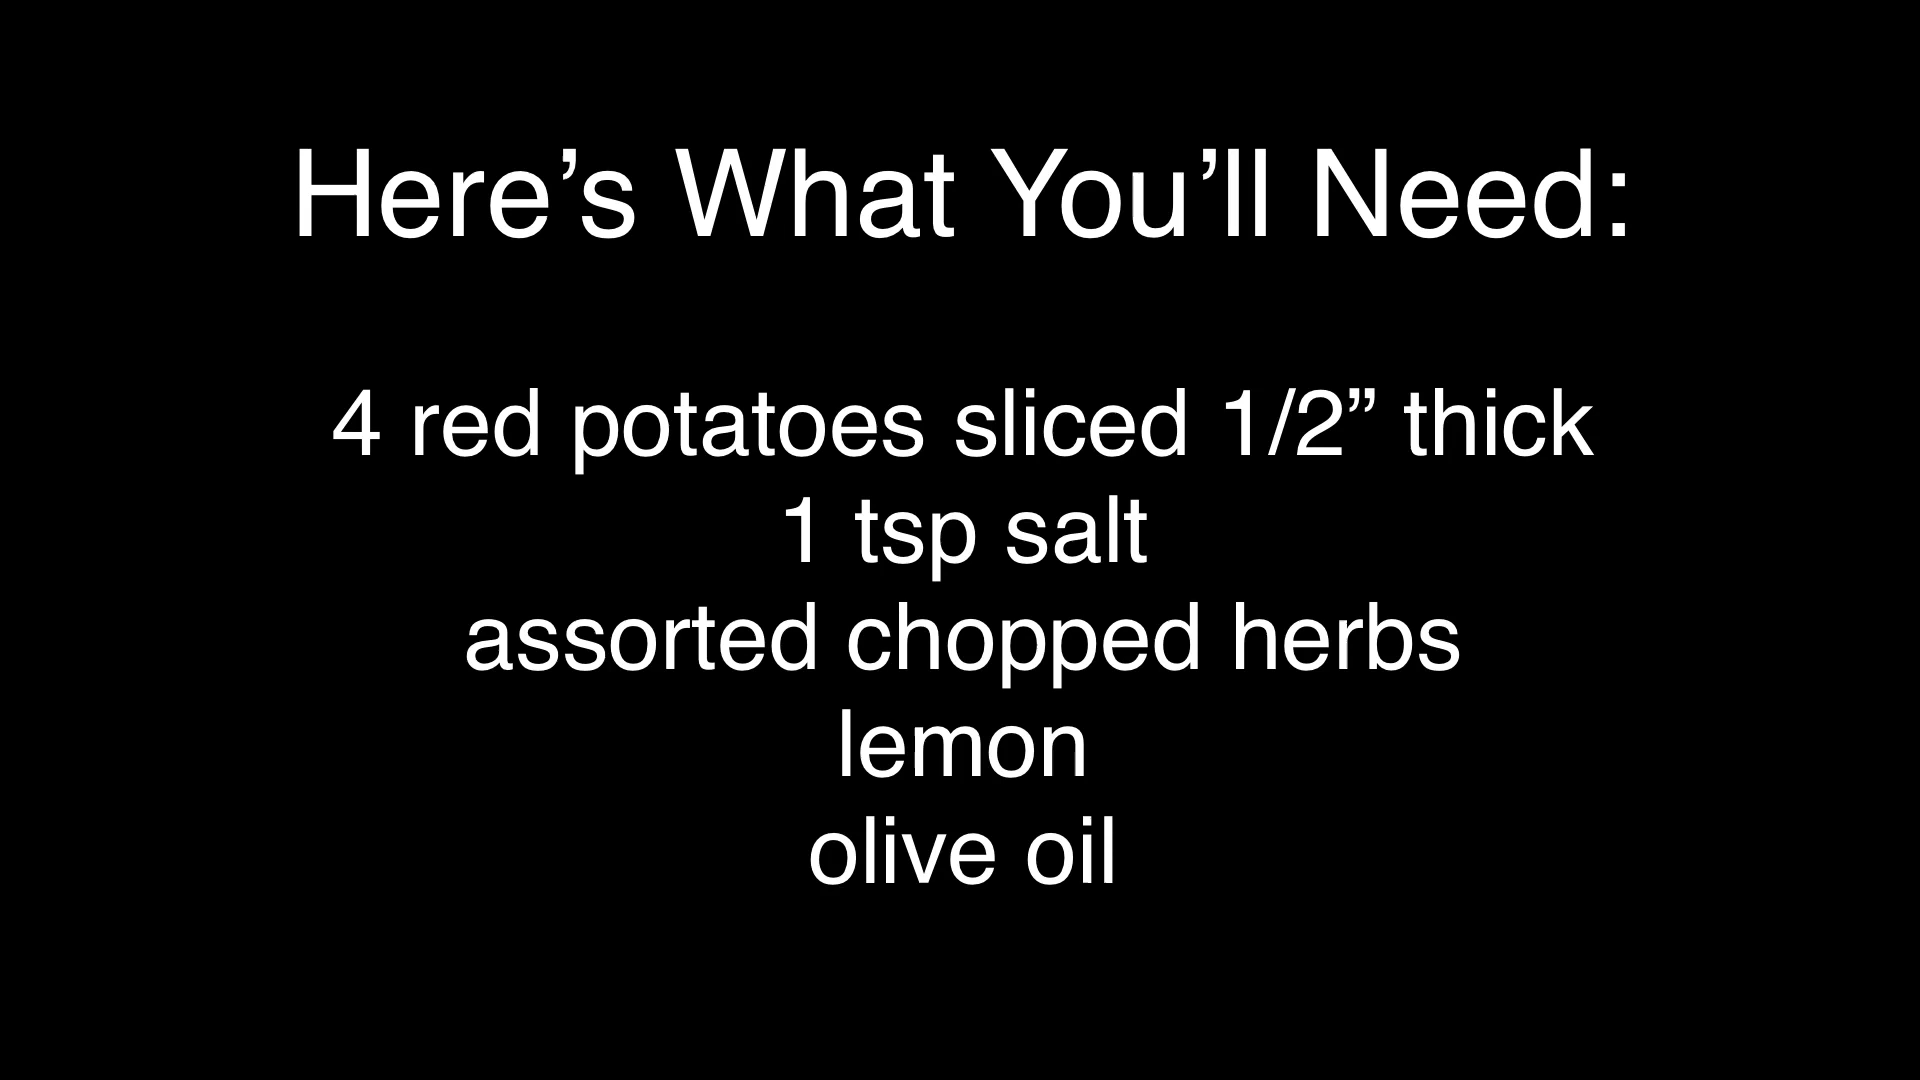 Here’s What You’ll Need:
4 red potatoes sliced 1/2” thick
1 tsp salt
assorted chopped herbs
lemon
olive oil